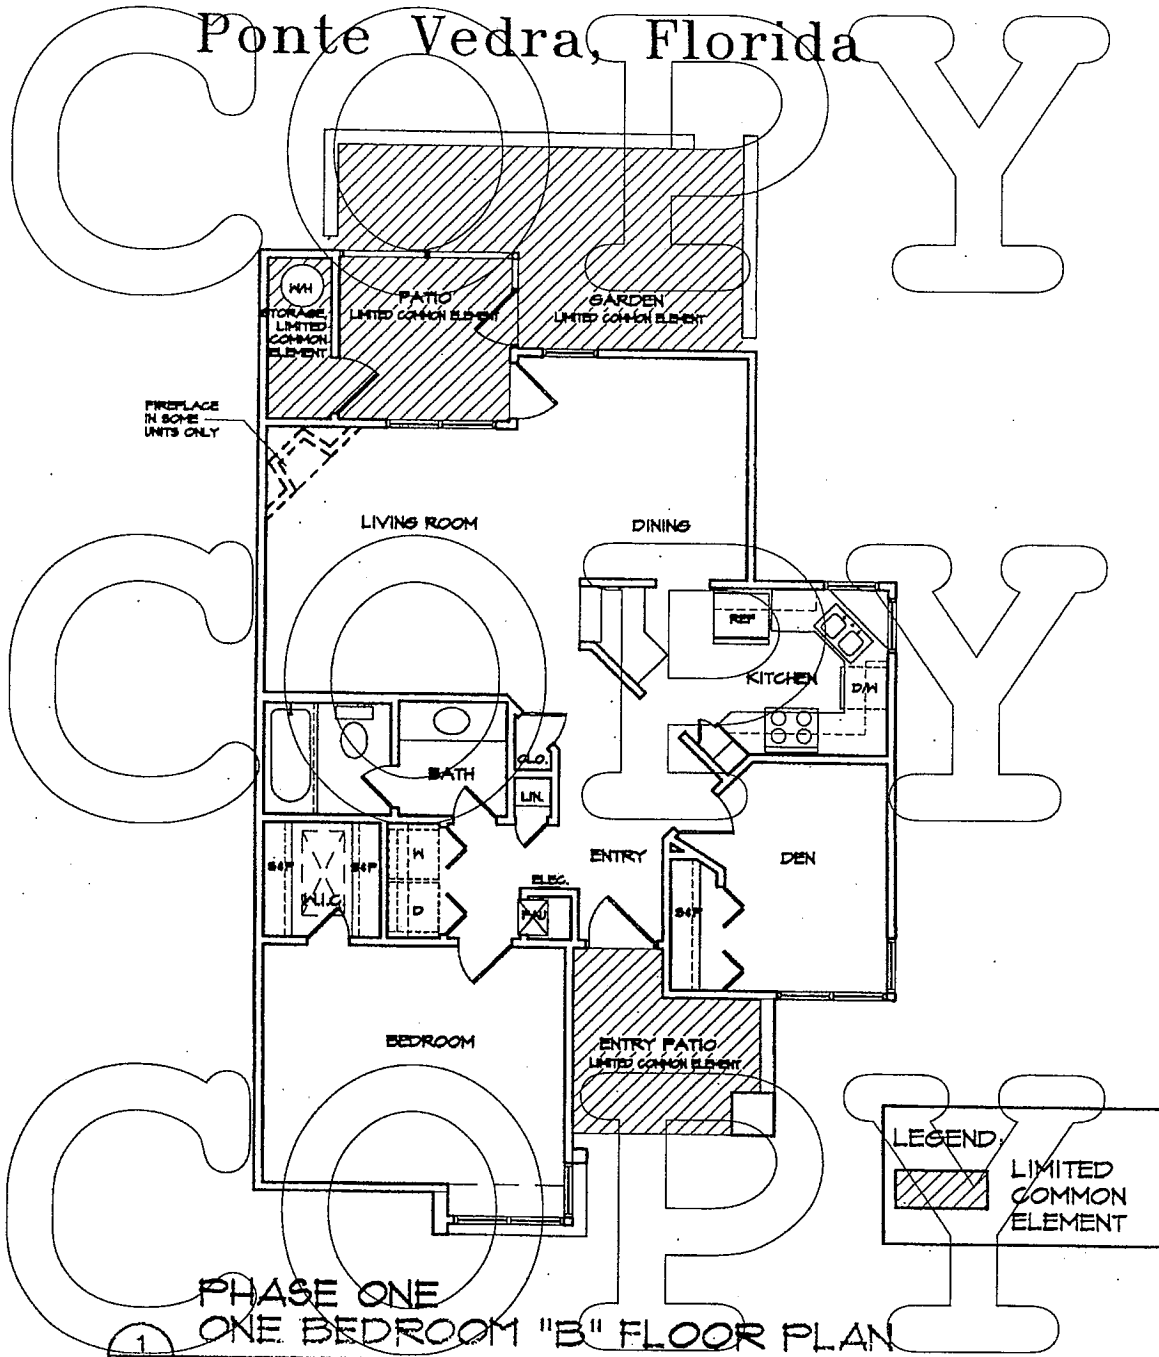 Ponte Vedra, Florida
COPY
W/H
STORAGE,
LIMITED
COMMON
ELEMENT
PATIO
LIMITED COMMON ELEMENT
GARDEN
LIMITED COMMON ELEMENT
FIREPLACE
IN SOME
UNITS ONLY
LIVING ROOM
DINING
COPY
REF
KITCHEN
D/W
BATH
CLO.
LIN.
ENTRY
DEN
S&P
W.I.C.
S&P
W
D
ELEC.
FAU
S&P
BEDROOM
ENTRY PATIO
LIMITED COMMON ELEMENT
COPY
LEGEND:
LIMITED
COMMON
ELEMENT
PHASE ONE
1
ONE BEDROOM "B" FLOOR PLAN